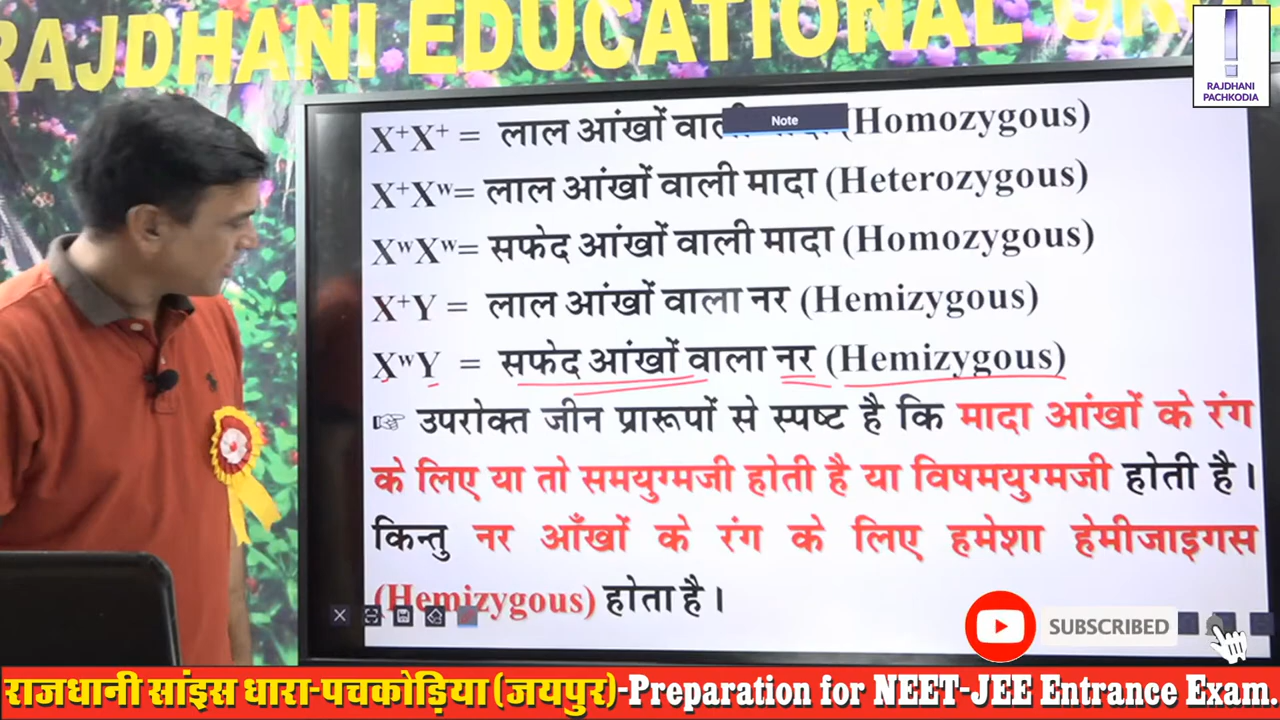 RAJDHANI EDUCATIONAL
RAJDHANI
PACHKODIA
Note
X⁺X⁺ = लाल आंखों (Homozygous)
X⁺Xʷ= लाल आंखों वाली मादा (Heterozygous)
XʷXʷ= सफेद आंखों वाली मादा (Homozygous)
X⁺Y = लाल आंखों वाला नर (Hemizygous)
XʷY = सफेद आंखों वाला नर (Hemizygous)
☞ उपरोक्त जीन प्रारूपों से स्पष्ट है कि मादा आंखों के रंग
के लिए या तो समयुग्मजी होती है या विषमयुग्मजी होती है।
किन्तु नर आँखों के रंग के लिए हमेशा हेमीजाइगस
(Hemizygous) होता है।
SUBSCRIBED
राजधानी सांइस धारा-पचकोड़िया (जयपुर)-Preparation for NEET-JEE Entrance Exam.